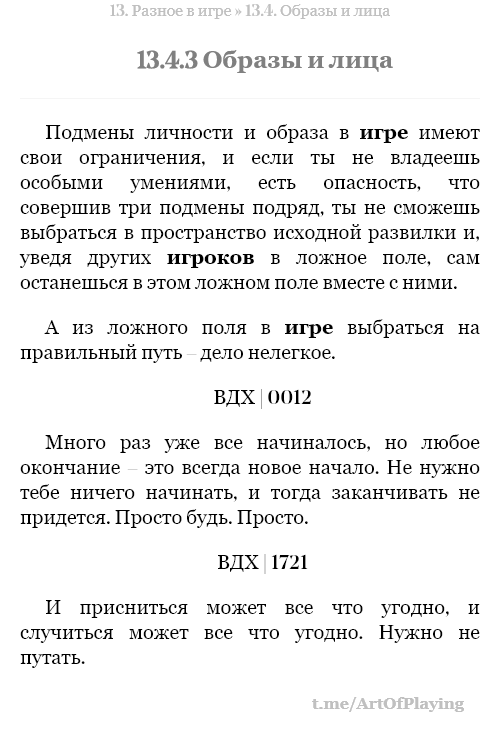 13. Разное в игре » 13.4. Образы и лица
13.4.3 Образы и лица
Подмены личности и образа в игре имеют
свои ограничения, и если ты не владеешь
особыми умениями, есть опасность, что
совершив три подмены подряд, ты не сможешь
выбраться в пространство исходной развилки и,
уведя других игроков в ложное поле, сам
останешься в этом ложном поле вместе с ними.
А из ложного поля в игре выбраться на
правильный путь – дело нелегкое.
ВДХ | 0012
Много раз уже все начиналось, но любое
окончание – это всегда новое начало. Не нужно
тебе ничего начинать, и тогда заканчивать не
придется. Просто будь. Просто.
ВДХ | 1721
И присниться может все что угодно, и
случиться может все что угодно. Нужно не
путать.
t.me/ArtOfPlaying